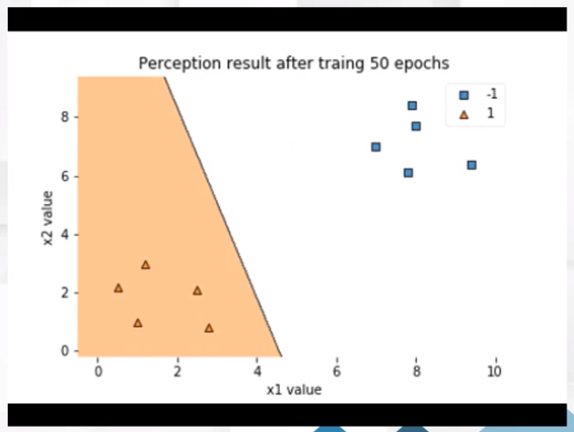 Perception result after traing 50 epochs
-1
1
8
6
4
2
0
x2 value
0 2 4 6 8 10
x1 value